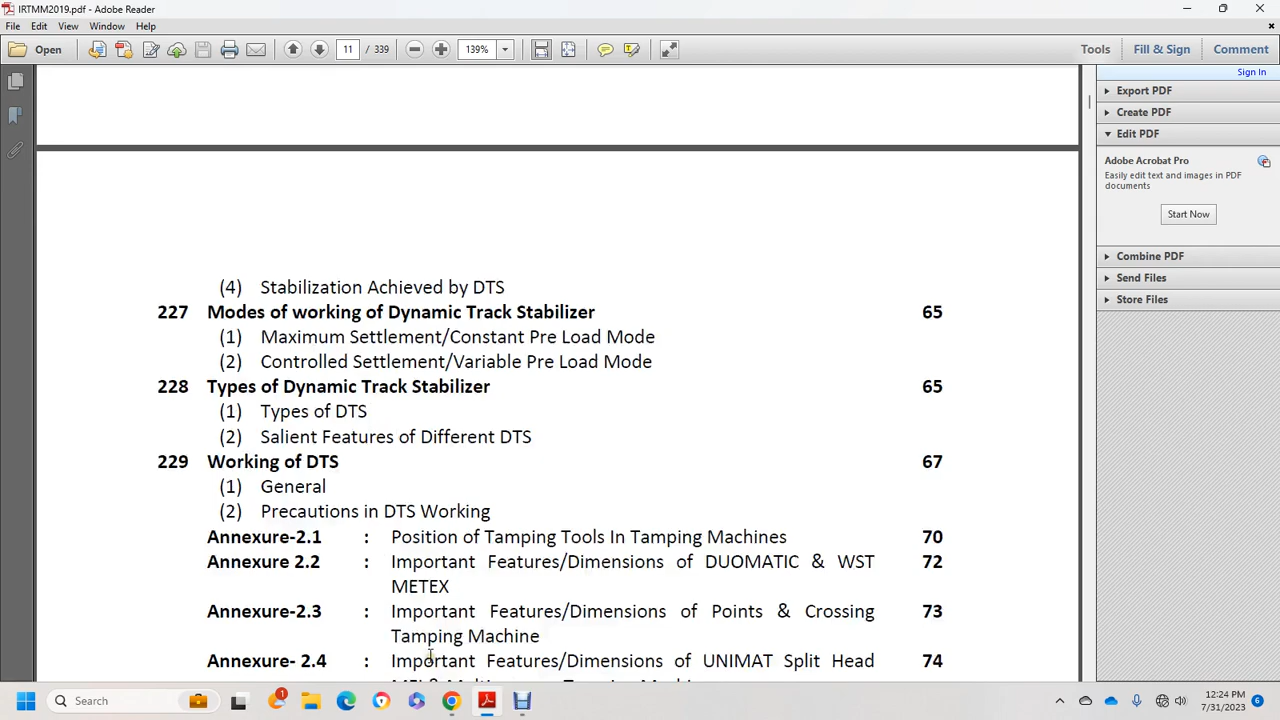 IRTMM2019.pdf - Adobe Reader
File Edit View Window Help
Open 11 / 339 139% Tools Fill & Sign Comment
Sign In
Export PDF
Create PDF
Edit PDF
Adobe Acrobat Pro
Easily edit text and images in PDF
documents
Start Now
Combine PDF
Send Files
Store Files
(4) Stabilization Achieved by DTS
227 Modes of working of Dynamic Track Stabilizer 65
(1) Maximum Settlement/Constant Pre Load Mode
(2) Controlled Settlement/Variable Pre Load Mode
228 Types of Dynamic Track Stabilizer 65
(1) Types of DTS
(2) Salient Features of Different DTS
229 Working of DTS 67
(1) General
(2) Precautions in DTS Working
Annexure-2.1 : Position of Tamping Tools In Tamping Machines 70
Annexure 2.2 : Important Features/Dimensions of DUOMATIC & WST 72
METEX
Annexure-2.3 : Important Features/Dimensions of Points & Crossing 73
Tamping Machine
Annexure- 2.4 : Important Features/Dimensions of UNIMAT Split Head 74
Search 1 12:24 PM
7/31/2023 6